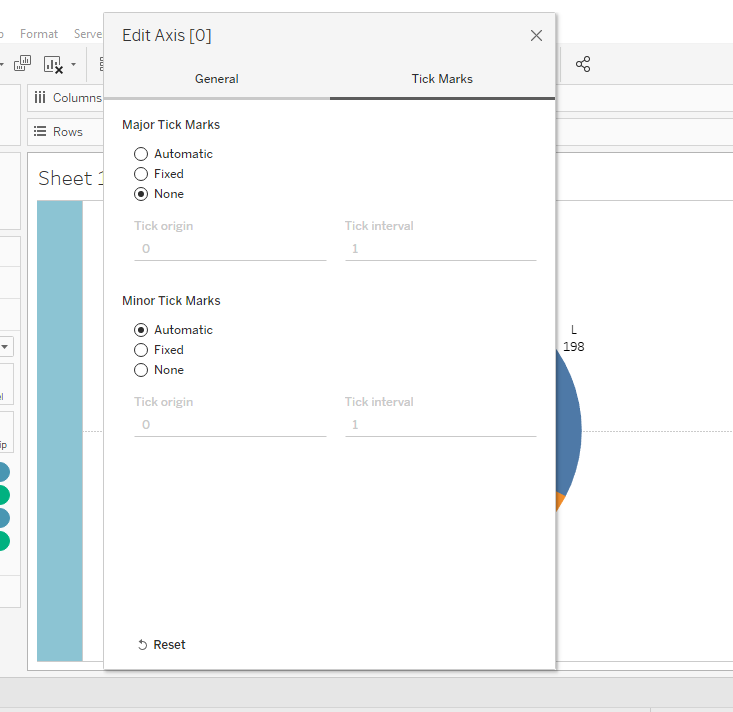 Edit Axis [0]
Format
General
Tick Marks
Columns
Major Tick Marks
Rows
Automatic
Fixed
Sheet 1
None
Tick origin
Tick interval
0
1
Minor Tick Marks
Automatic
L
Fixed
198
None
Tick origin
Tick interval
0
1
Reset